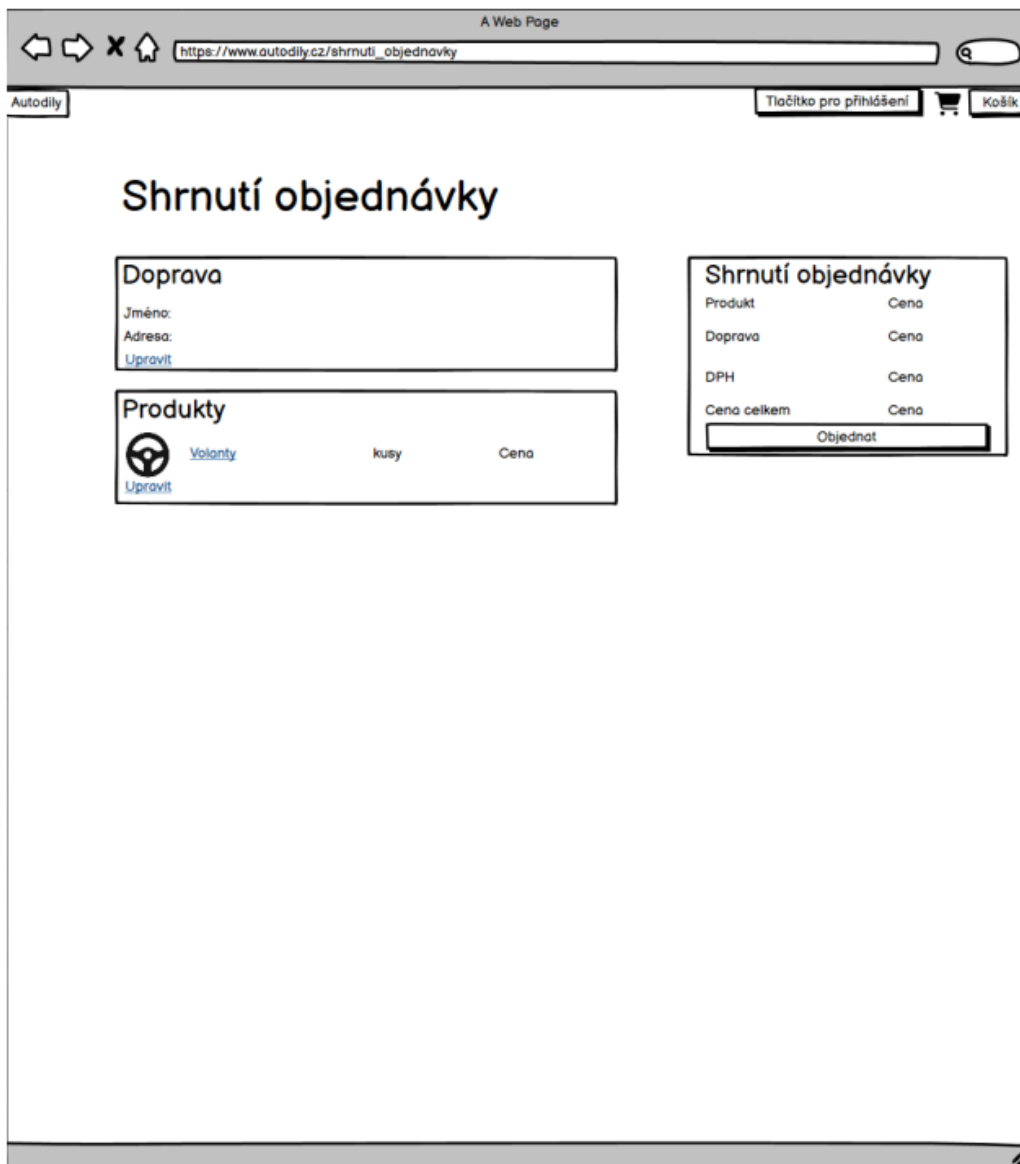 A Web Page
https://www.autodily.cz/shrnuti_objednavky
Autodily
Tlačítko pro přihlášení
Košík
Shrnutí objednávky
Doprava
Jméno:
Adresa:
Upravit
Produkty
Volanty kusy Cena
Upravit
Shrnutí objednávky
Produkt Cena
Doprava Cena
DPH Cena
Cena celkem Cena
Objednat